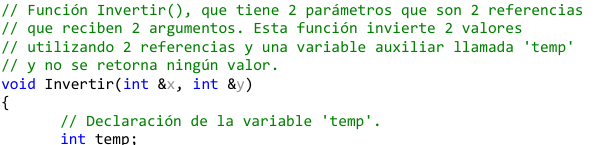 // Función Invertir(), que tiene 2 parámetros que son 2 referencias
// que reciben 2 argumentos. Esta función invierte 2 valores
// utilizando 2 referencias y una variable auxiliar llamada 'temp'
// y no se retorna ningún valor.
void Invertir(int &x, int &y)
{
// Declaración de la variable 'temp'.
int temp;